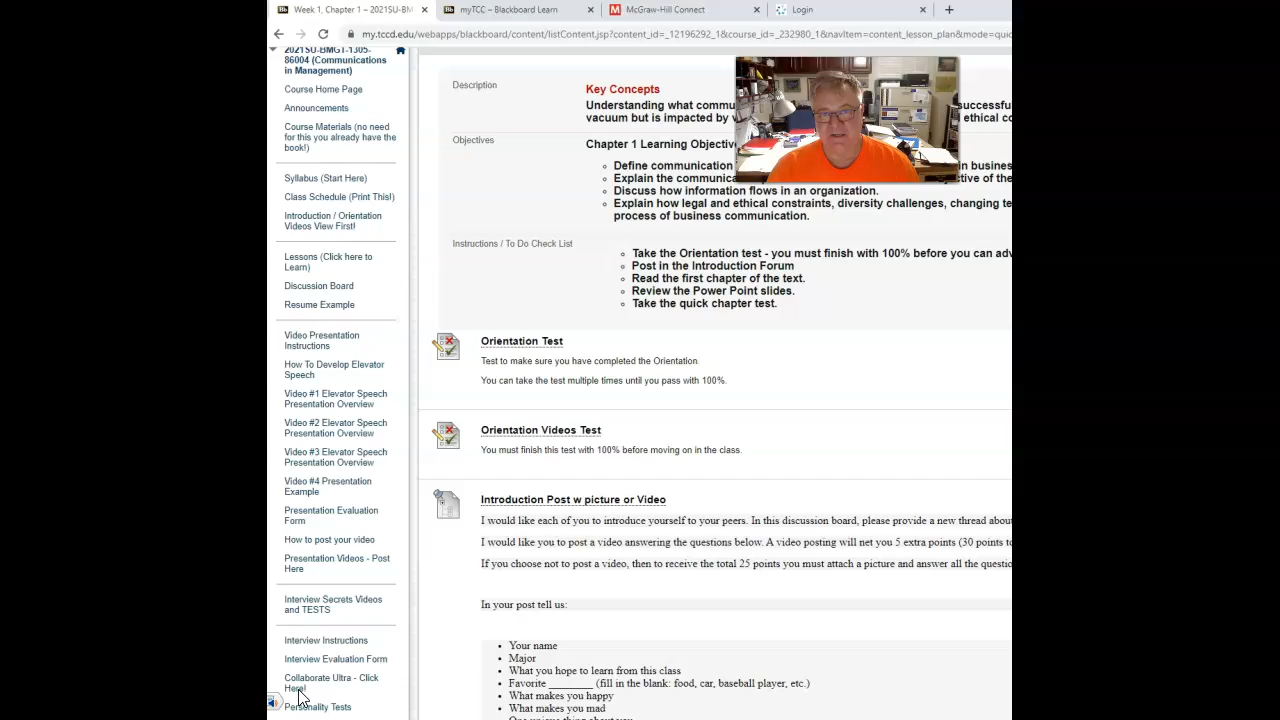 Week 1, Chapter 1 – 2021SU-BM
myTCC – Blackboard Learn
McGraw-Hill Connect
Login
my.tccd.edu/webapps/blackboard/content/listContent.jsp?content_id=_12196292_1&course_id=_232980_1&navItem=content_lesson_plan&mode=quic
2021SU-BMGT-1305-
86004 (Communications
in Management)
Course Home Page
Announcements
Course Materials (no need
for this you already have the
book!)
Syllabus (Start Here)
Class Schedule (Print This!)
Introduction / Orientation
Videos View First!
Lessons (Click here to
Learn)
Discussion Board
Resume Example
Video Presentation
Instructions
How To Develop Elevator
Speech
Video #1 Elevator Speech
Presentation Overview
Video #2 Elevator Speech
Presentation Overview
Video #3 Elevator Speech
Presentation Overview
Video #4 Presentation
Example
Presentation Evaluation
Form
How to post your video
Presentation Videos - Post
Here
Interview Secrets Videos
and TESTS
Interview Instructions
Interview Evaluation Form
Collaborate Ultra - Click
Here!
Personality Tests
Description
Key Concepts
Understanding what commu successfu
vacuum but is impacted by v ethical co
Objectives
Chapter 1 Learning Objectiv
Define communication in busines
Explain the communica ctive of the
Discuss how information flows in an organization.
Explain how legal and ethical constraints, diversity challenges, changing te
process of business communication.
Instructions / To Do Check List
Take the Orientation test - you must finish with 100% before you can adv
Post in the Introduction Forum
Read the first chapter of the text.
Review the Power Point slides.
Take the quick chapter test.
Orientation Test
Test to make sure you have completed the Orientation.
You can take the test multiple times until you pass with 100%.
Orientation Videos Test
You must finish this test with 100% before moving on in the class.
Introduction Post w picture or Video
I would like each of you to introduce yourself to your peers. In this discussion board, please provide a new thread abou
I would like you to post a video answering the questions below. A video posting will net you 5 extra points (30 points to
If you choose not to post a video, then to receive the total 25 points you must attach a picture and answer all the questio
In your post tell us:
Your name
Major
What you hope to learn from this class
Favorite ________ (fill in the blank: food, car, baseball player, etc.)
What makes you happy
What makes you mad
One unique thing about you